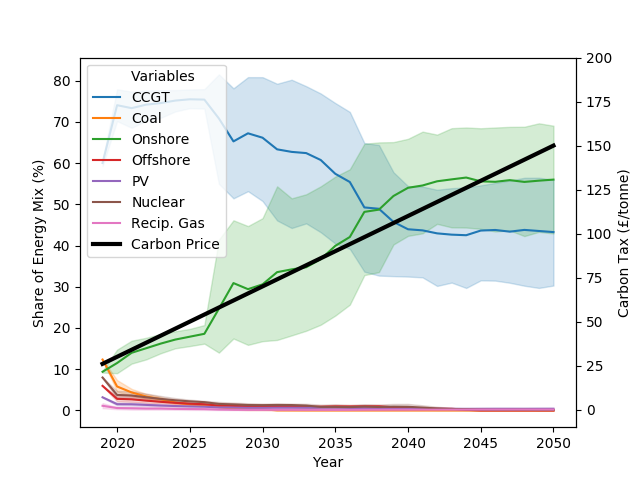 Variables
CCGT
Coal
Onshore
Offshore
PV
Nuclear
Recip. Gas
Carbon Price
Share of Energy Mix (%)
80
70
60
50
40
30
20
10
0
200
175
150
125
100
75
50
25
0
Carbon Tax (£/tonne)
2020
2025
2030
2035
2040
2045
2050
Year